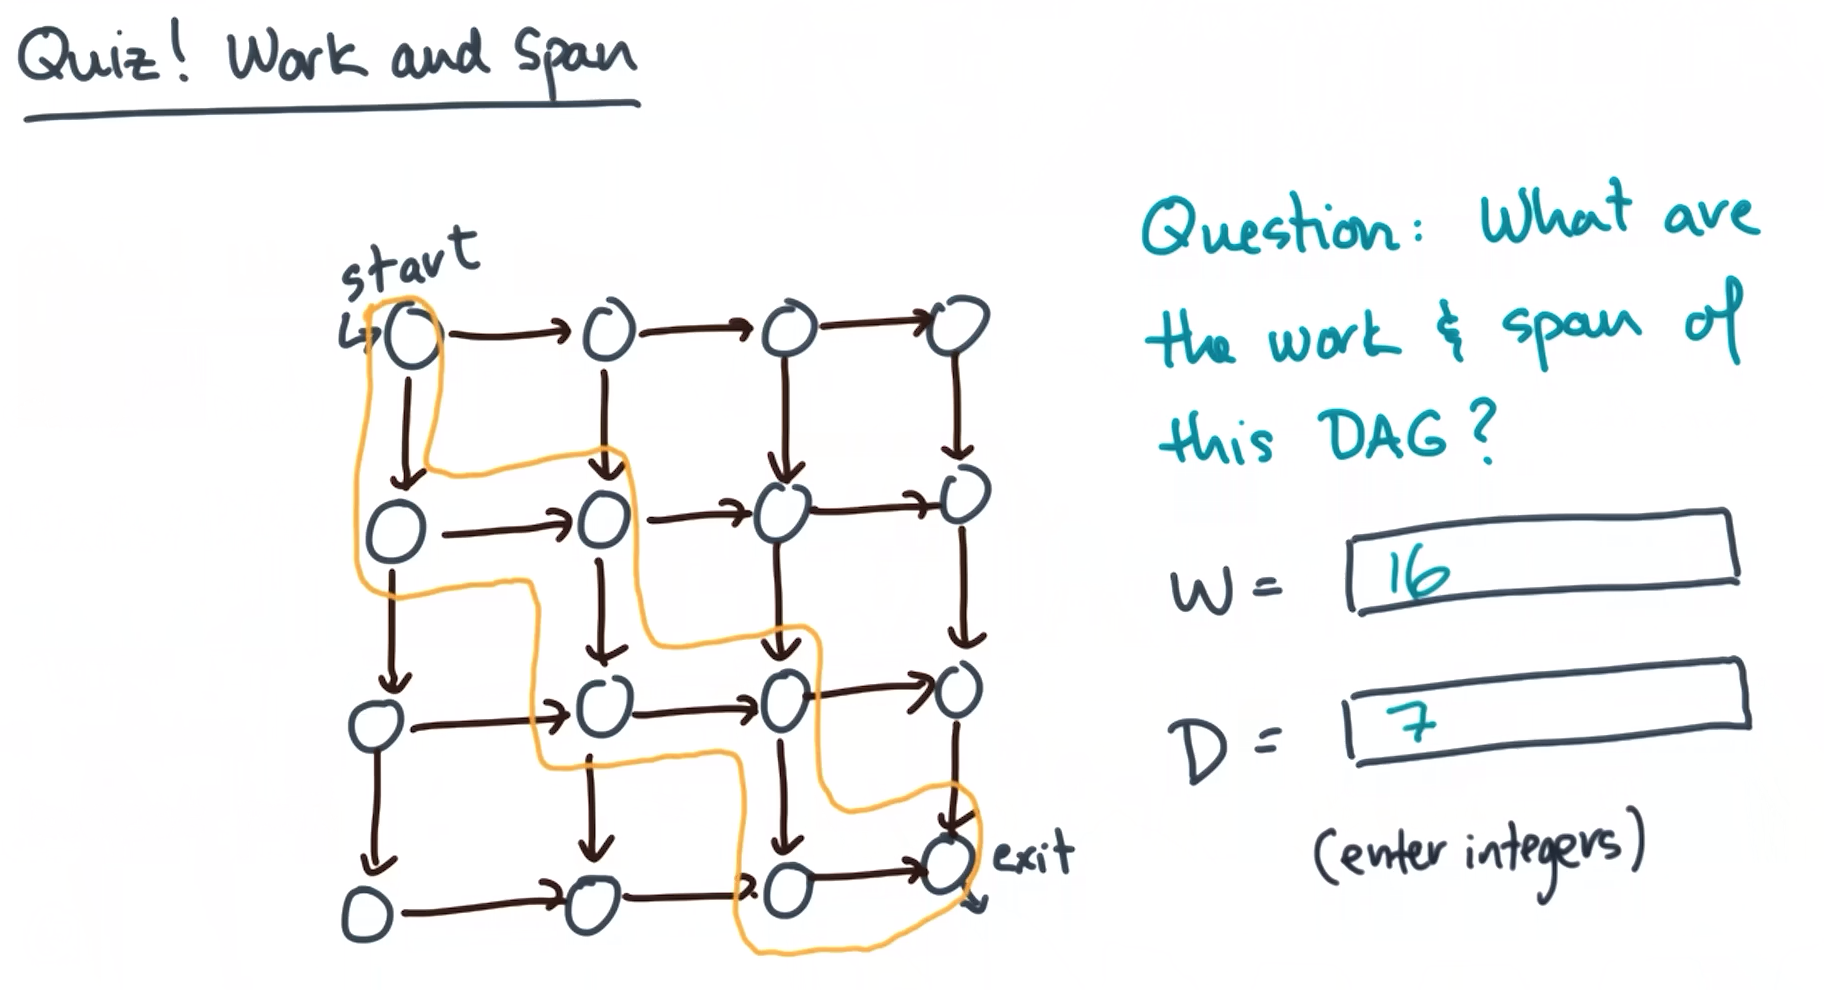 Quiz! Work and Span
start
Question: What are
the work & span of
this DAG?
W = 16
D = 7
exit
(enter integers)